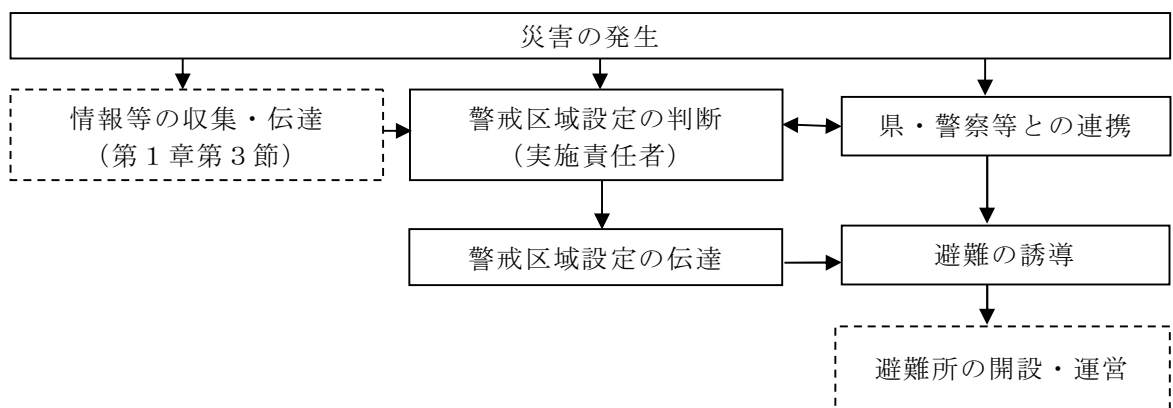 災害の発生
情報等の収集・伝達
（第１章第３節）
警戒区域設定の判断
（実施責任者）
県・警察等との連携
警戒区域設定の伝達
避難の誘導
避難所の開設・運営